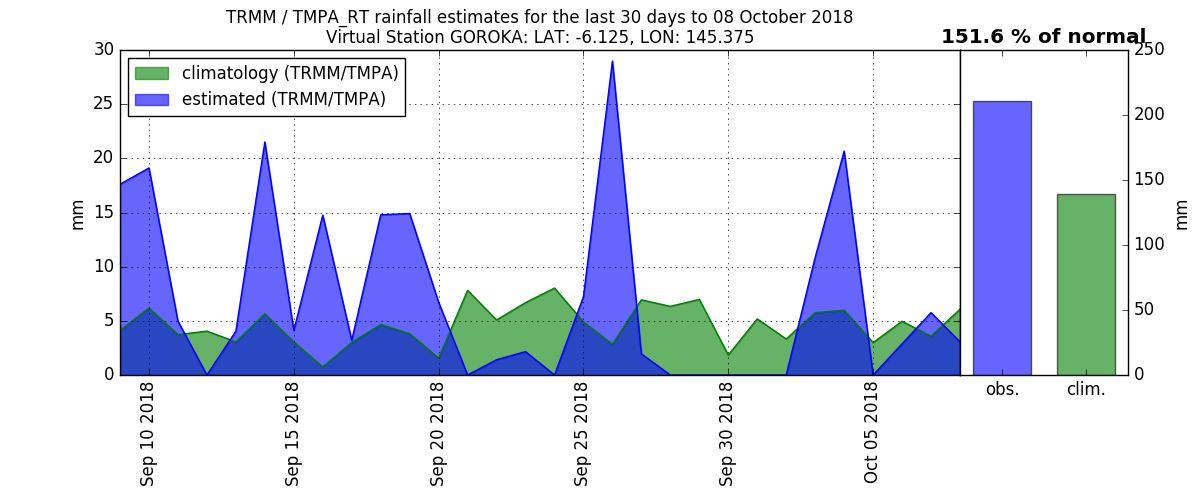 TRMM / TMPA_RT rainfall estimates for the last 30 days to 08 October 2018
Virtual Station GOROKA: LAT: -6.125, LON: 145.375
151.6 % of normal
climatology (TRMM/TMPA)
estimated (TRMM/TMPA)
mm
30
25
20
15
10
5
0
Sep 10 2018
Sep 15 2018
Sep 20 2018
Sep 25 2018
Sep 30 2018
Oct 05 2018
250
200
150
100
50
0
mm
obs.
clim.